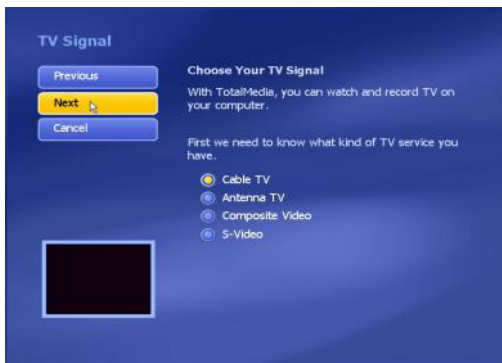 TV Signal
Previous
Next
Cancel
Choose Your TV Signal
With TotalMedia, you can watch and record TV on
your computer.
First we need to know what kind of TV service you
have.
Cable TV
Antenna TV
Composite Video
S-Video